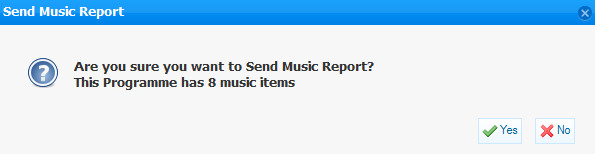 Send Music Report
Are you sure you want to Send Music Report?
This Programme has 8 music items
Yes No